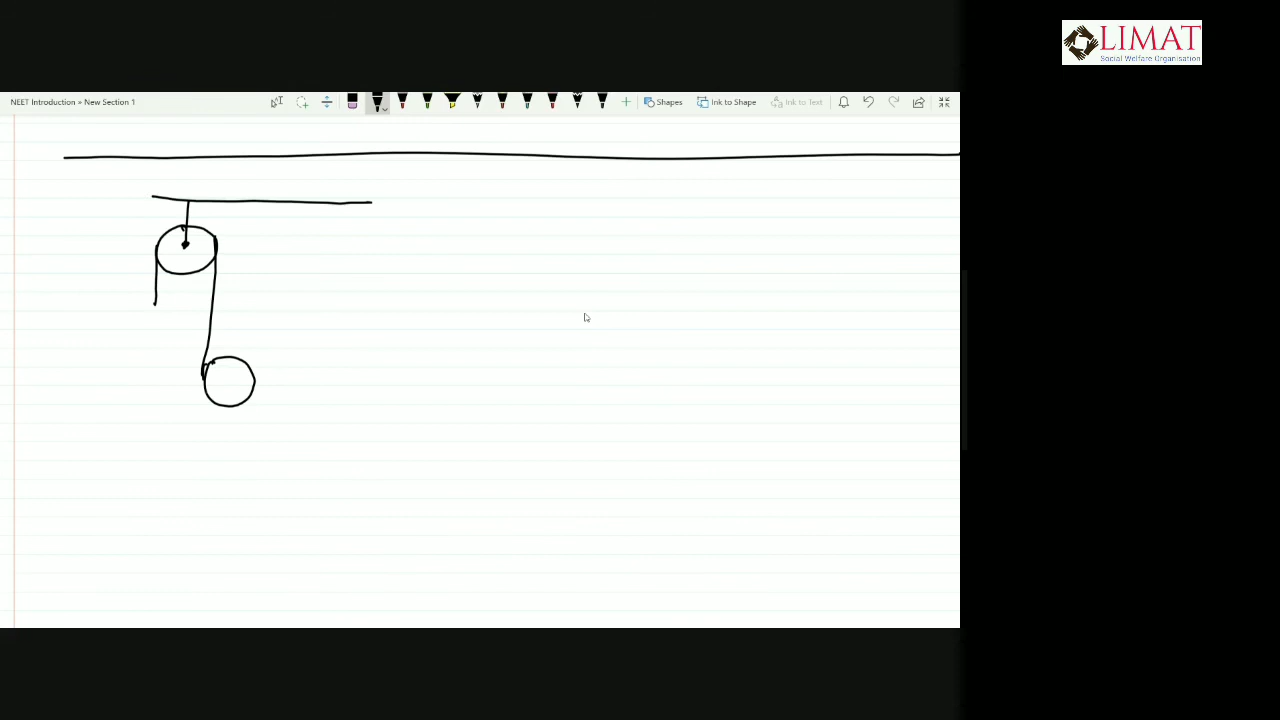 LIMAT
Social Welfare Organisation
NEET Introduction » New Section 1
Shapes
Ink to Shape
Ink to Text